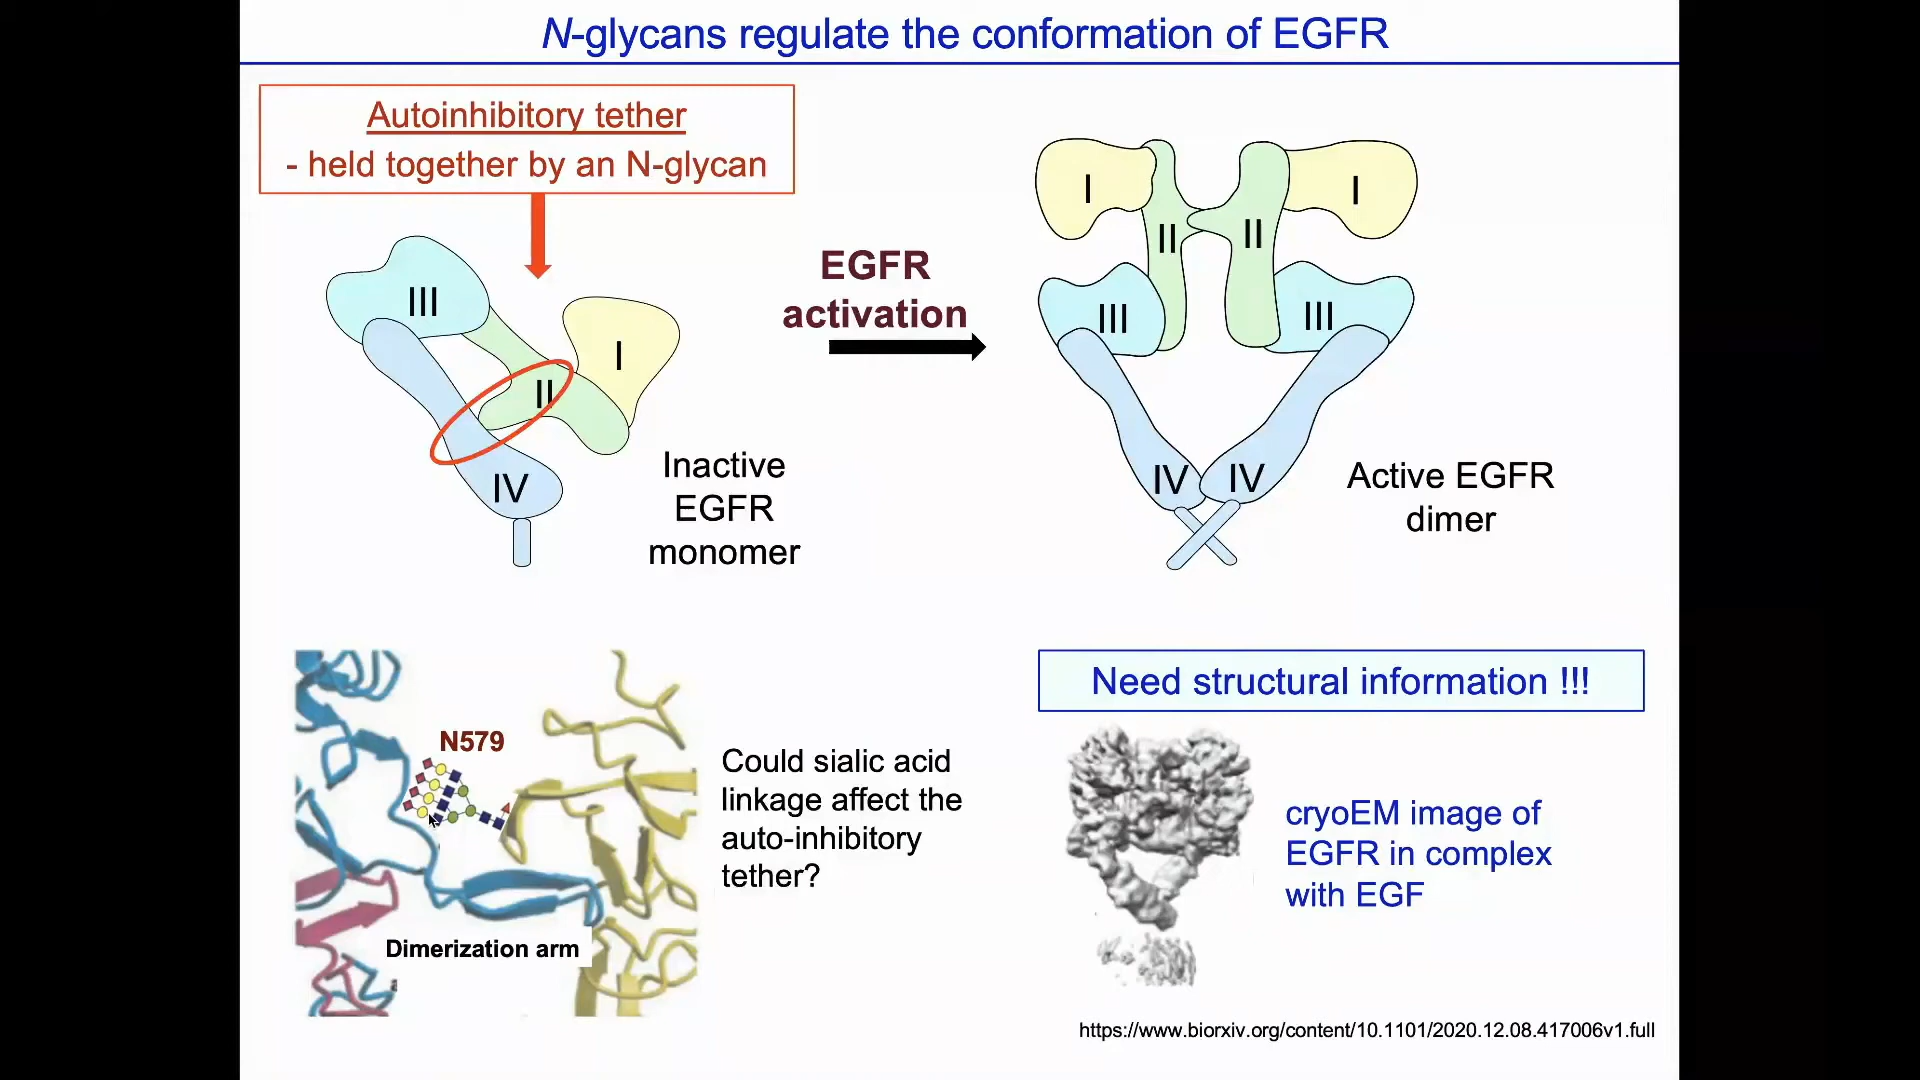 N-glycans regulate the conformation of EGFR
Autoinhibitory tether
- held together by an N-glycan
III
I
II
IV
Inactive
EGFR
monomer
EGFR
activation
I
I
II
II
III
III
IV
IV
Active EGFR
dimer
N579
Dimerization arm
Could sialic acid
linkage affect the
auto-inhibitory
tether?
Need structural information !!!
cryoEM image of
EGFR in complex
with EGF
https://www.biorxiv.org/content/10.1101/2020.12.08.417006v1.full